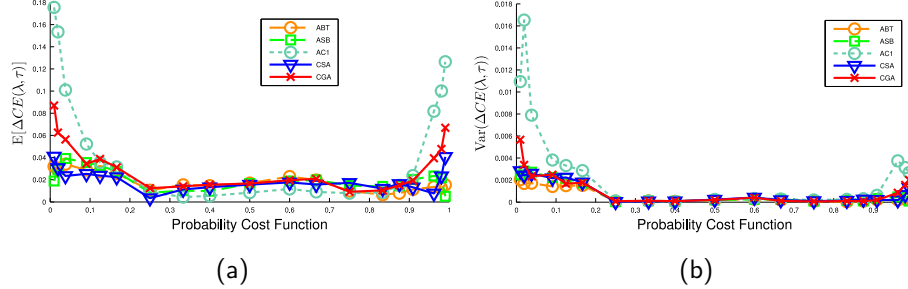 0.18
0.16
0.14
0.12
0.1
0.08
0.06
0.04
0.02
0
0 0.1 0.2 0.3 0.4 0.5 0.6 0.7 0.8 0.9 1
E[ΔCE(λ, τ)]
Probability Cost Function
ABT
ASB
AC1
CSA
CGA
(a)
0.018
0.016
0.014
0.012
0.01
0.008
0.006
0.004
0.002
0
0 0.1 0.2 0.3 0.4 0.5 0.6 0.7 0.8 0.9
Var(ΔCE(λ, τ))
Probability Cost Function
ABT
ASB
AC1
CSA
CGA
(b)